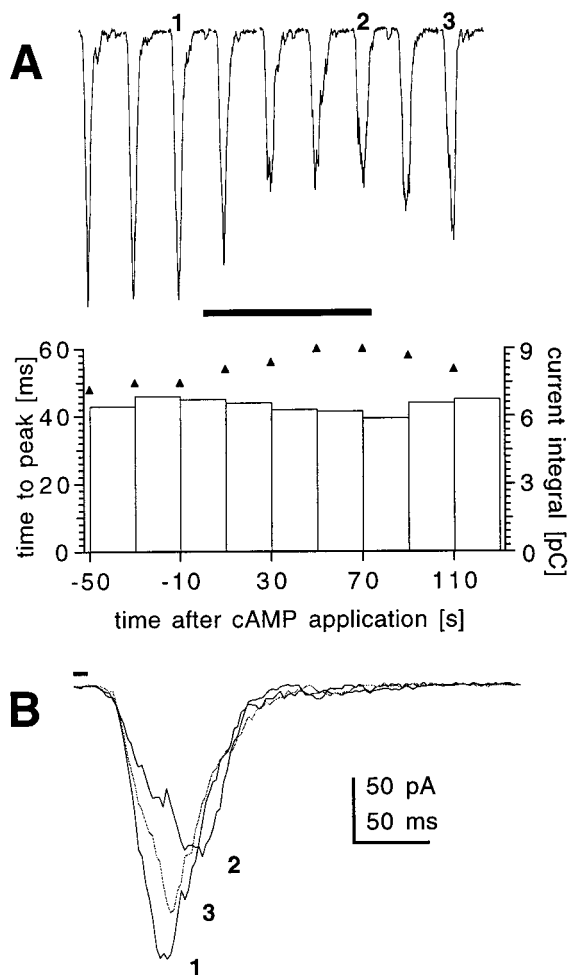 A
1 2 3
time to peak [ms]
60
40
20
0
9
6
3
0
current
integral [pC]
-50 -10 30 70 110
time after cAMP application [s]
B
50 pA
50 ms
2
3
1